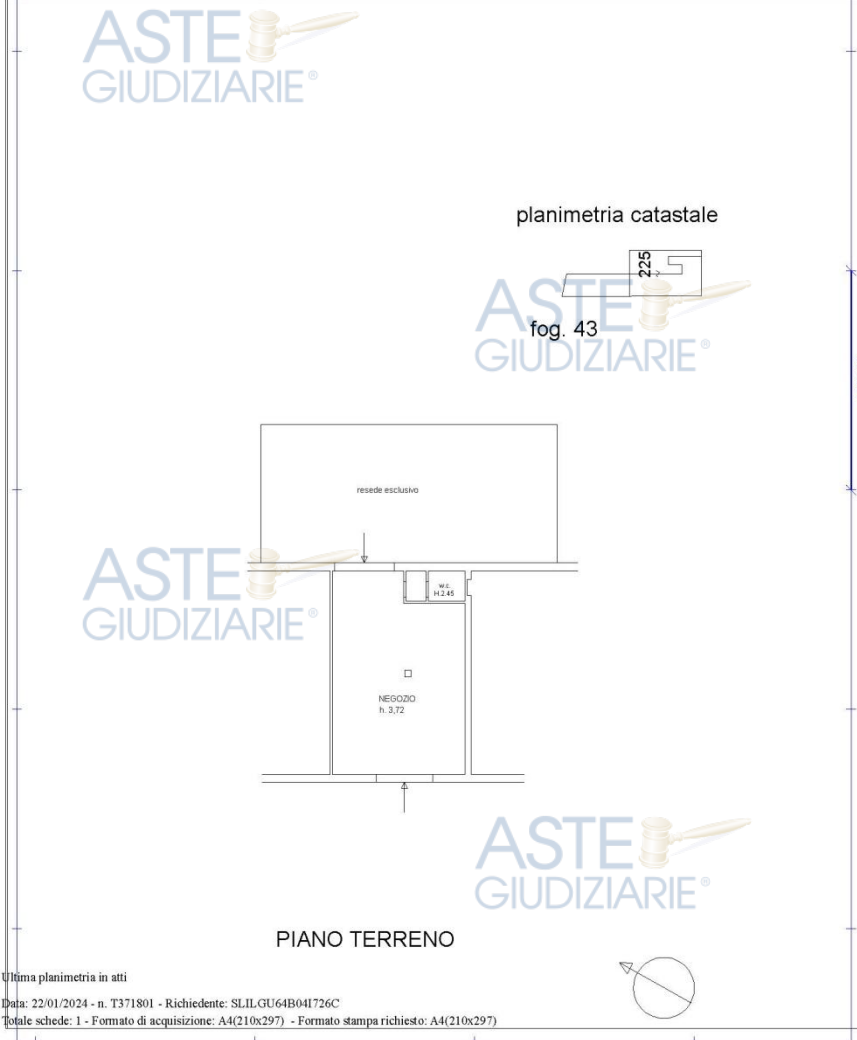 ASTE
GIUDIZIARIE®
planimetria catastale
225
ASTE
fog. 43
GIUDIZIARIE®
resede esclusivo
ASTE
GIUDIZIARIE®
w.c.
H.2.45
NEGOZIO
h. 3,72
ASTE
GIUDIZIARIE®
PIANO TERRENO
Ultima planimetria in atti
Data: 22/01/2024 - n. T371801 - Richiedente: SLILGU64B04I726C
Totale schede: 1 - Formato di acquisizione: A4(210x297) - Formato stampa richiesto: A4(210x297)